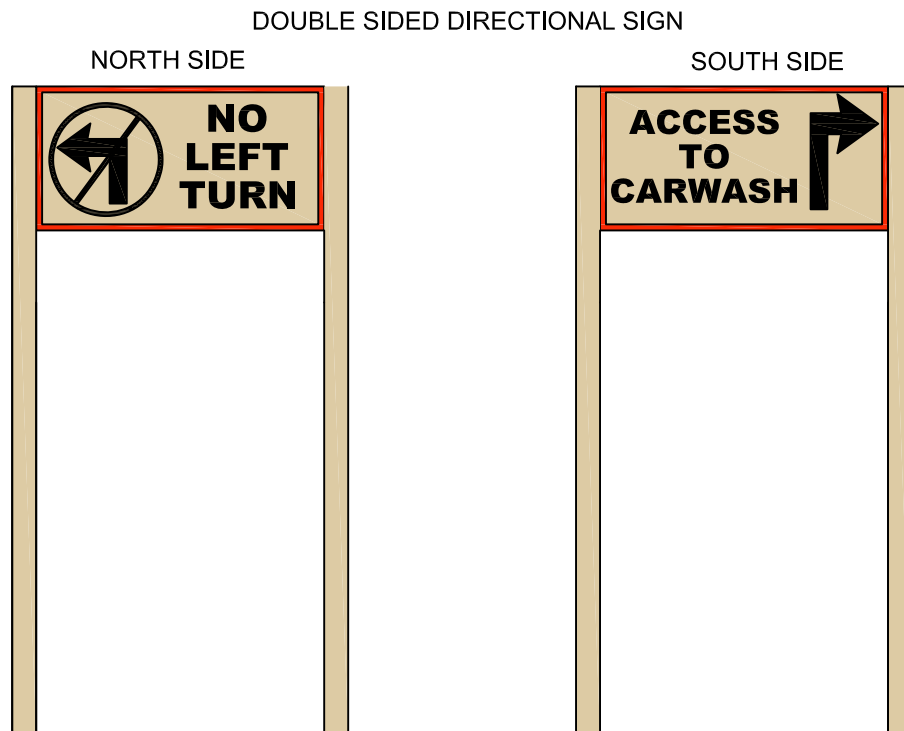 DOUBLE SIDED DIRECTIONAL SIGN
NORTH SIDE
NO
LEFT
TURN
SOUTH SIDE
ACCESS
TO
CARWASH